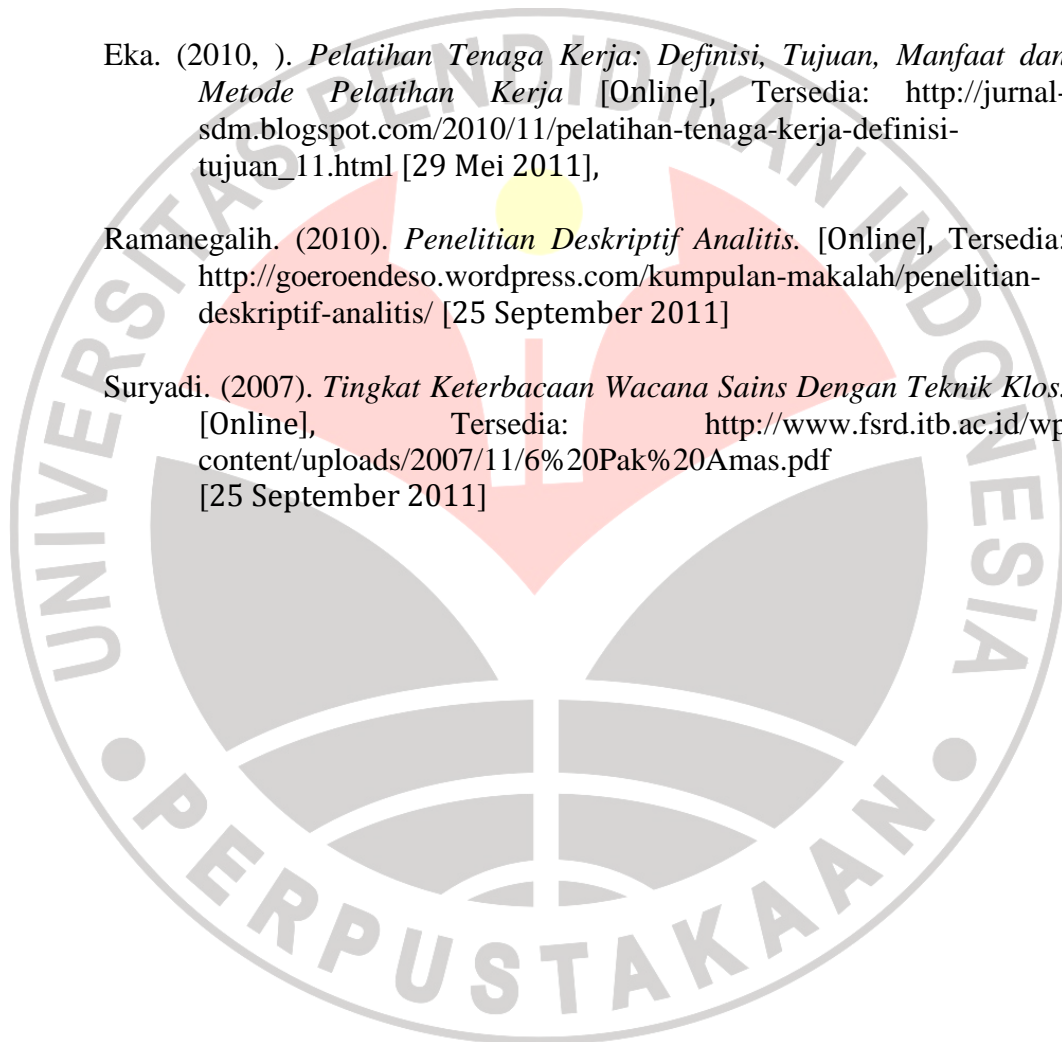 Eka. (2010, ). Pelatihan Tenaga Kerja: Definisi, Tujuan, Manfaat dan
Metode Pelatihan Kerja [Online], Tersedia: http://jurnal-
sdm.blogspot.com/2010/11/pelatihan-tenaga-kerja-definisi-
tujuan_11.html [29 Mei 2011],
Ramanegalih. (2010). Penelitian Deskriptif Analitis. [Online], Tersedia:
http://goeroendeso.wordpress.com/kumpulan-makalah/penelitian-
deskriptif-analitis/ [25 September 2011]
Suryadi. (2007). Tingkat Keterbacaan Wacana Sains Dengan Teknik Klos.
[Online], Tersedia: http://www.fsrd.itb.ac.id/wp
content/uploads/2007/11/6%20Pak%20Amas.pdf
[25 September 2011]
UNIVERSITAS PENDIDIKAN INDONESIA
PERPUSTAKAAN